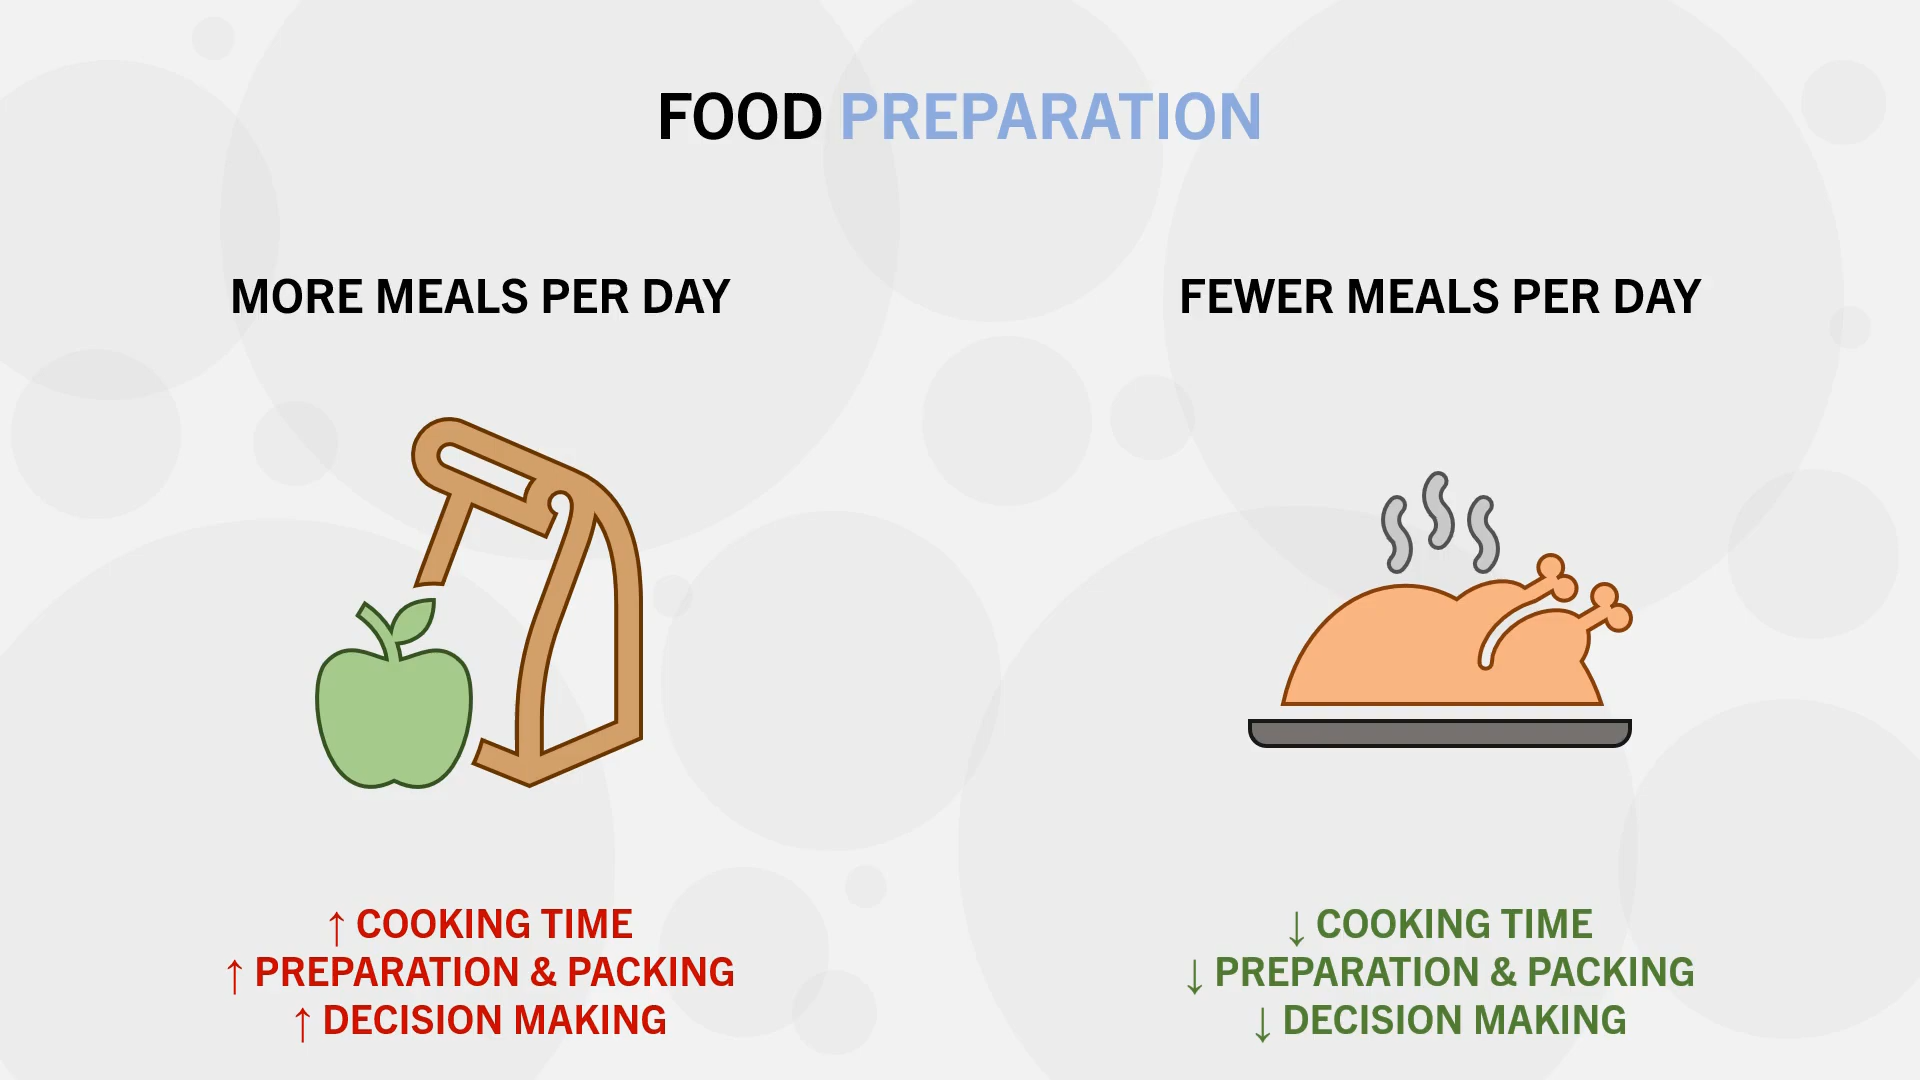 FOOD PREPARATION
MORE MEALS PER DAY
↑ COOKING TIME
↑ PREPARATION & PACKING
↑ DECISION MAKING
FEWER MEALS PER DAY
↓ COOKING TIME
↓ PREPARATION & PACKING
↓ DECISION MAKING